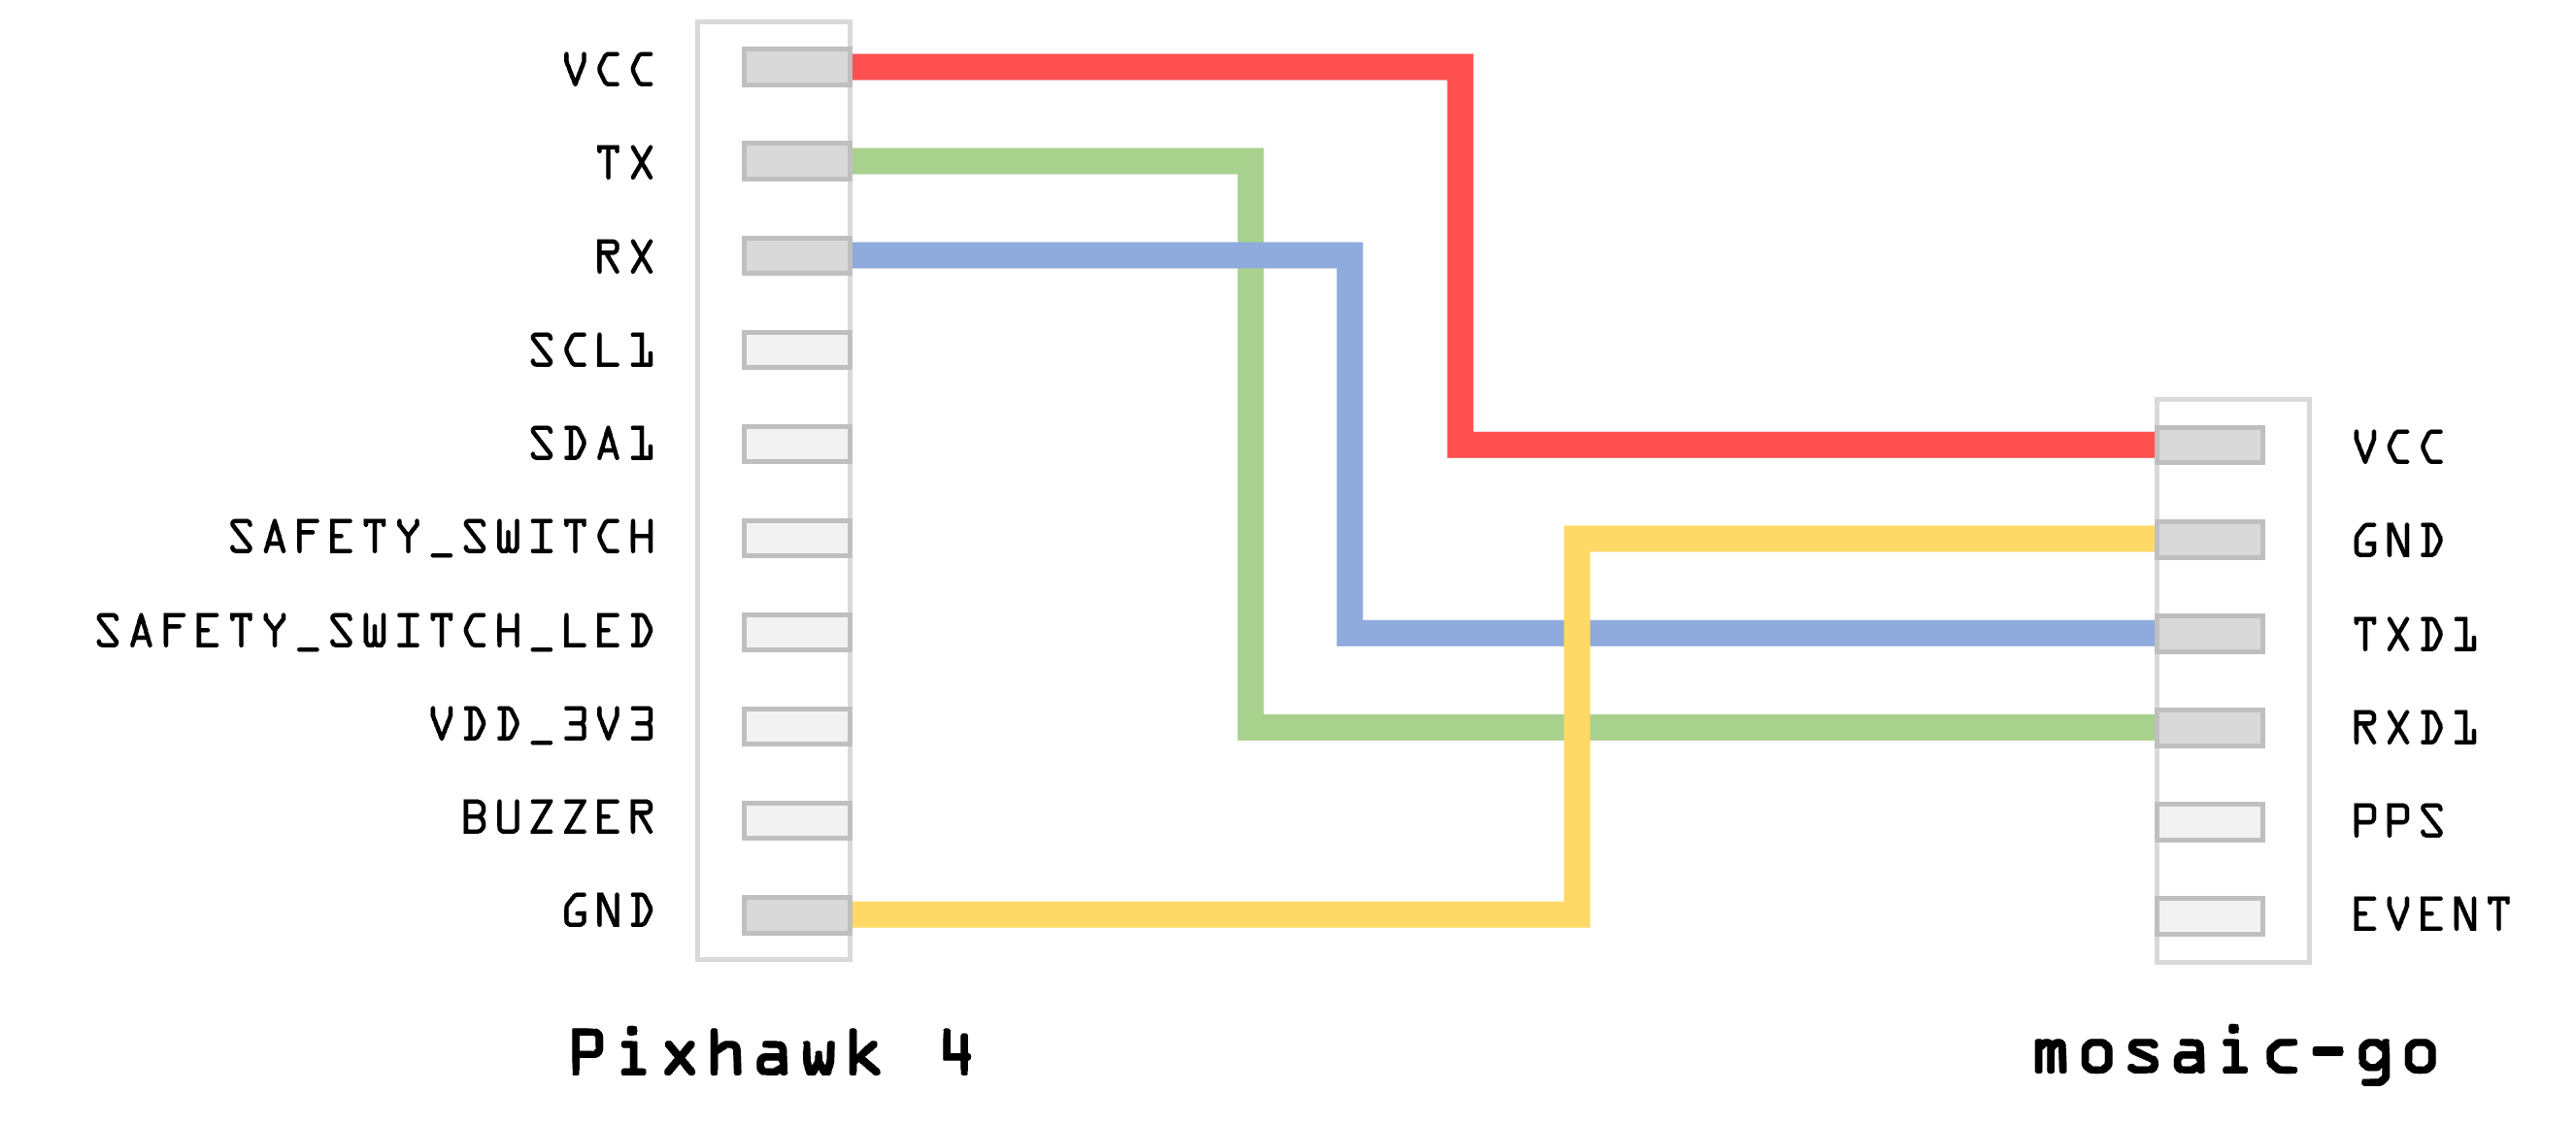 VCC
TX
RX
SCL1
SDA1
SAFETY_SWITCH
SAFETY_SWITCH_LED
VDD_3V3
BUZZER
GND
Pixhawk 4
VCC
GND
TXD1
RXD1
PPS
EVENT
mosaic-go